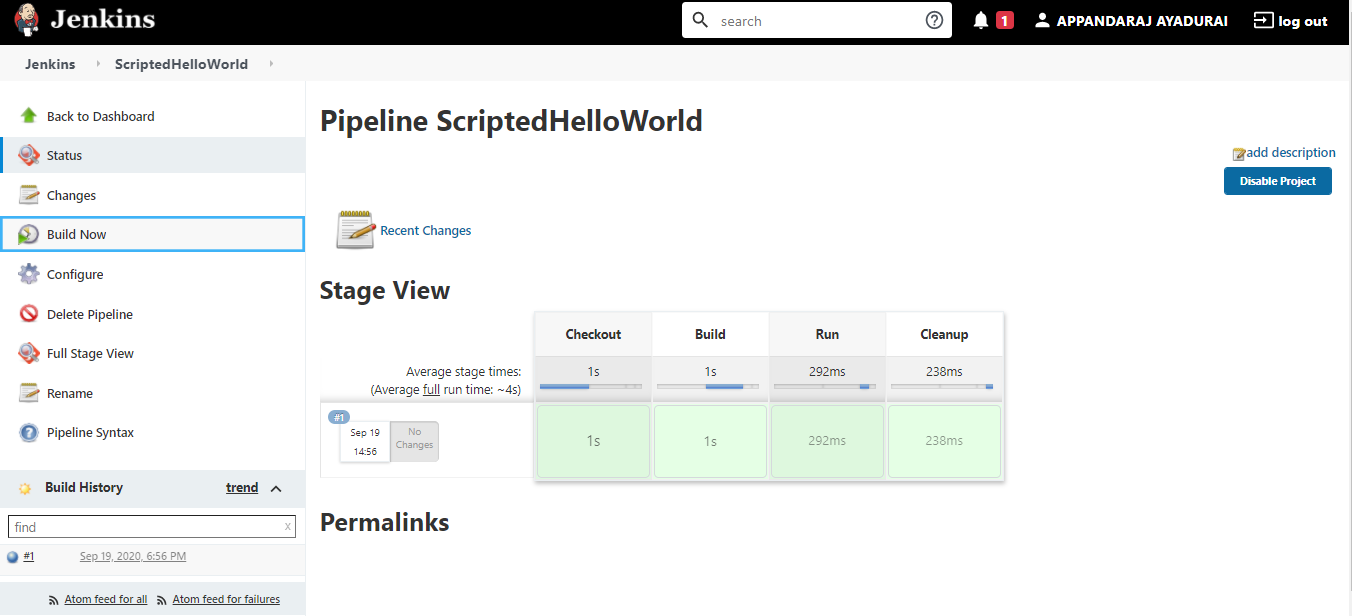 Jenkins
search
1
APPANDARAJ AYADURAI
log out
Jenkins
ScriptedHelloWorld
Back to Dashboard
Status
Changes
Build Now
Configure
Delete Pipeline
Full Stage View
Rename
Pipeline Syntax
Build History
trend
find
x
#1
Sep 19, 2020, 6:56 PM
Atom feed for all
Atom feed for failures
Pipeline ScriptedHelloWorld
add description
Disable Project
Recent Changes
Stage View
Checkout Build Run Cleanup
Average stage times:
(Average full run time: ~4s)
1s 1s 292ms 238ms
#1
Sep 19
14:56
No
Changes
1s 1s 292ms 238ms
Permalinks